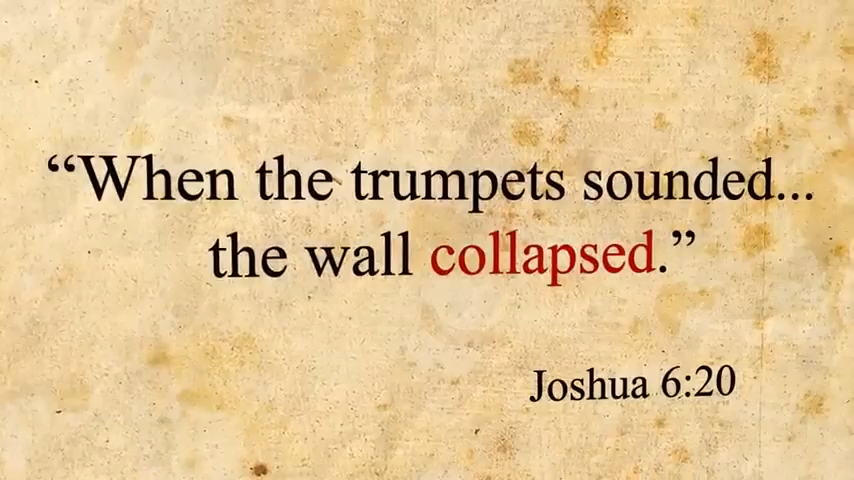 “When the trumpets sounded...
the wall collapsed.”
Joshua 6:20